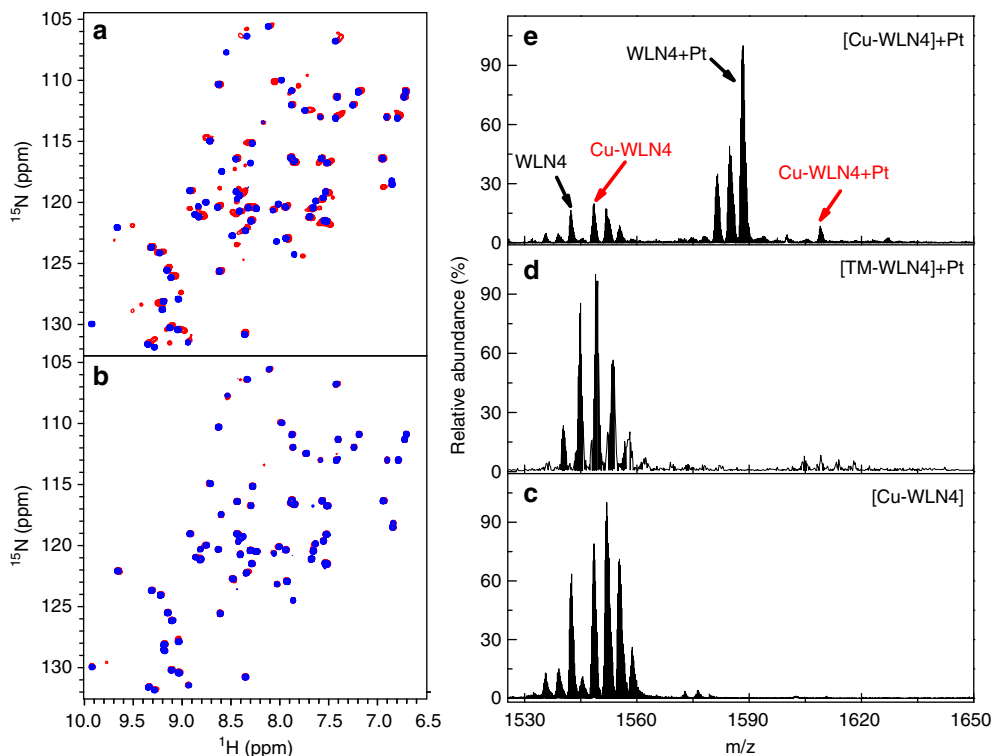 a
105
110
115
120
125
130
¹⁵N (ppm)
b
105
110
115
120
125
130
¹⁵N (ppm)
10.0 9.5 9.0 8.5 8.0 7.5 7.0 6.5
¹H (ppm)
e
[Cu-WLN4]+Pt
WLN4+Pt
Cu-WLN4
WLN4
Cu-WLN4+Pt
90
60
30
0
d
[TM-WLN4]+Pt
90
60
30
0
Relative abundance (%)
c
[Cu-WLN4]
90
60
30
0
1530 1560 1590 1620 1650
m/z